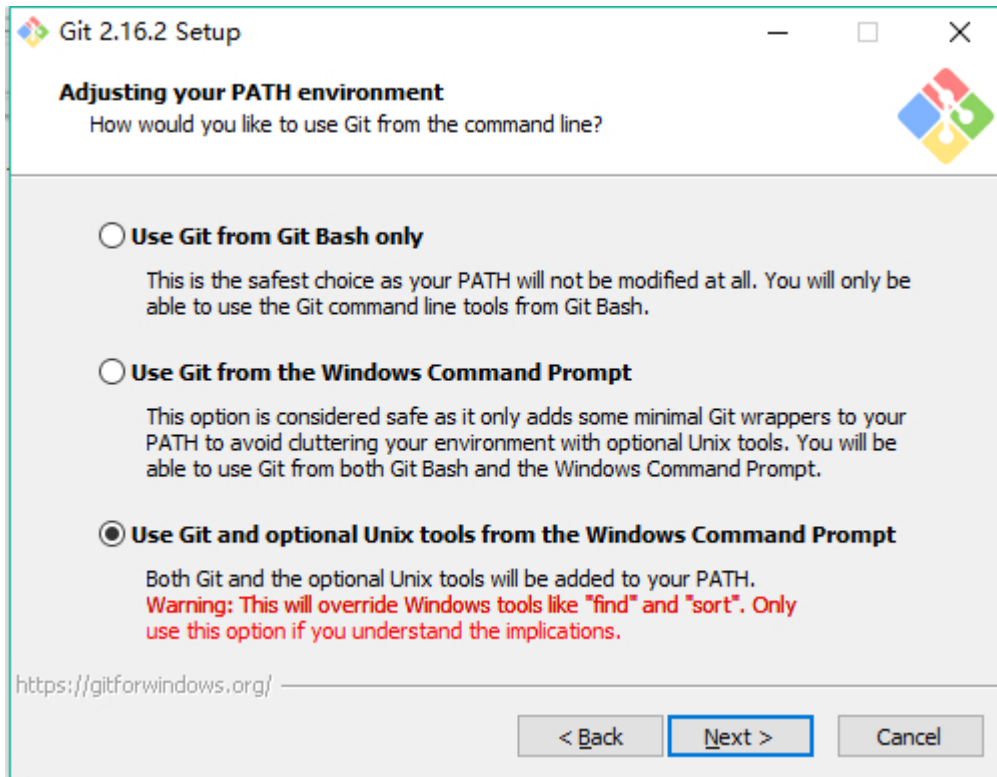 Git 2.16.2 Setup
Adjusting your PATH environment
How would you like to use Git from the command line?
Use Git from Git Bash only
This is the safest choice as your PATH will not be modified at all. You will only be
able to use the Git command line tools from Git Bash.
Use Git from the Windows Command Prompt
This option is considered safe as it only adds some minimal Git wrappers to your
PATH to avoid cluttering your environment with optional Unix tools. You will be
able to use Git from both Git Bash and the Windows Command Prompt.
Use Git and optional Unix tools from the Windows Command Prompt
Both Git and the optional Unix tools will be added to your PATH.
Warning: This will override Windows tools like "find" and "sort". Only
use this option if you understand the implications.
https://gitforwindows.org/
< Back Next > Cancel